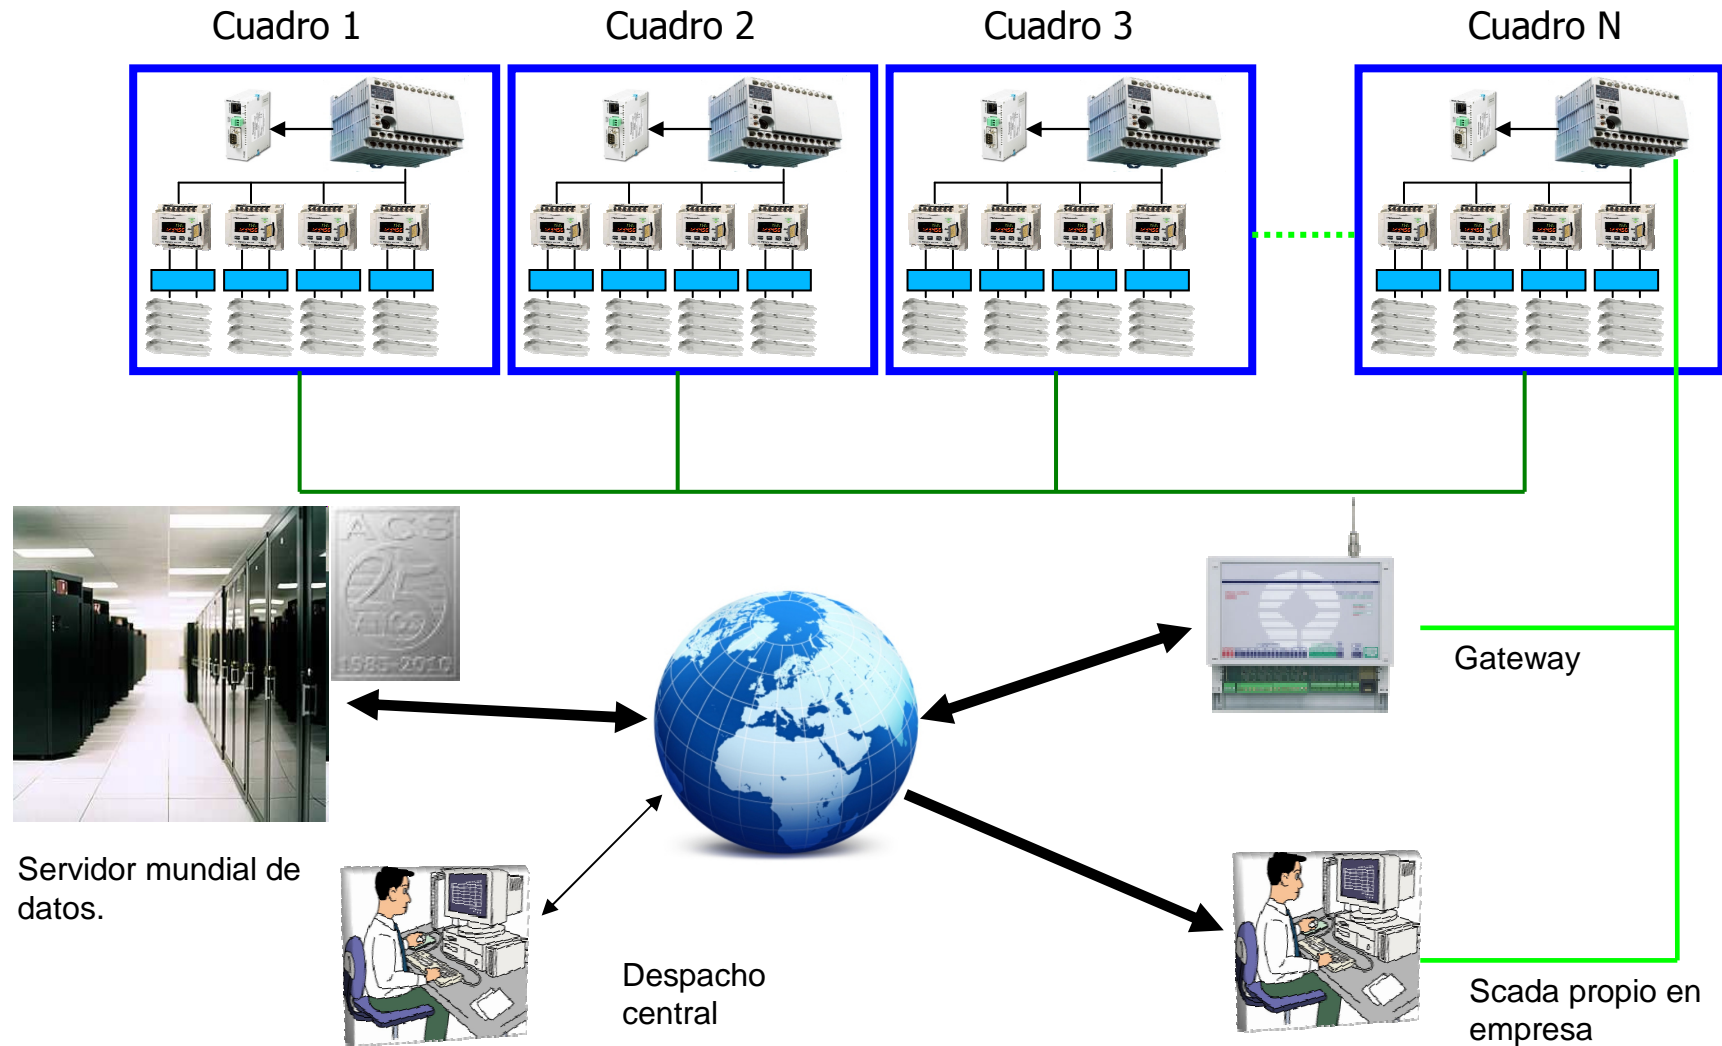 Cuadro 1
Cuadro 2
Cuadro 3
Cuadro N
ACS
25
1985-2010
Gateway
Servidor mundial de
datos.
Despacho
central
Scada propio en
empresa